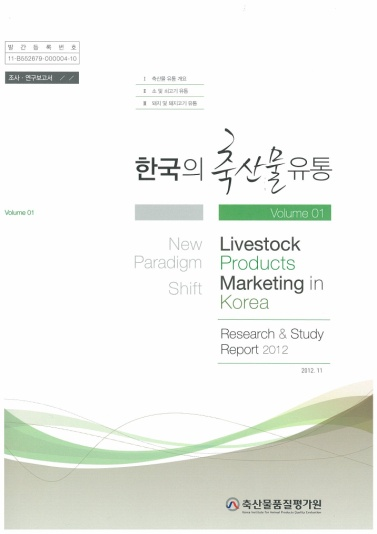 발 간 등 록 번 호
11-B552679-000004-10
조사 · 연구보고서
Ⅰ 축산물 유통 개요
Ⅱ 소 및 쇠고기 유통
Ⅲ 돼지 및 돼지고기 유통
한국의 축산물유통
Volume 01
Volume 01
New
Paradigm
Shift
Livestock
Products
Marketing in
Korea
Research & Study
Report 2012
2012. 11
축산물품질평가원
Korea Institute for Animal Products Quality Evaluation